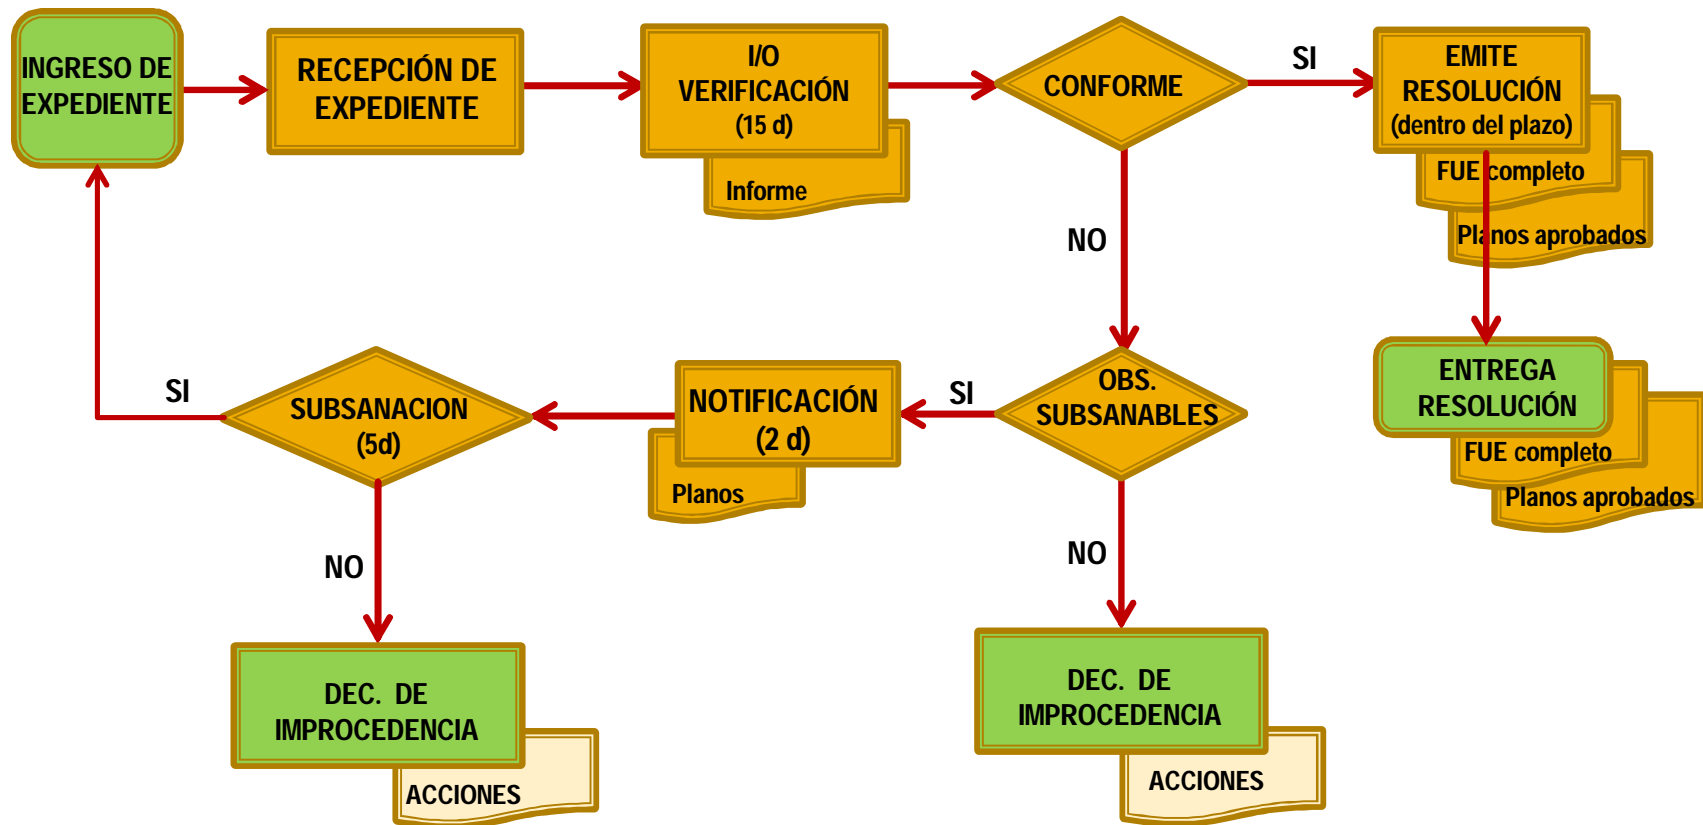 INGRESO DE
EXPEDIENTE
RECEPCIÓN DE
EXPEDIENTE
I/O
VERIFICACIÓN
(15 d)
Informe
CONFORME
SI
EMITE
RESOLUCIÓN
(dentro del plazo)
FUE completo
Planos aprobados
NO
ENTREGA
RESOLUCIÓN
FUE completo
Planos aprobados
OBS.
SUBSANABLES
SI
NOTIFICACIÓN
(2 d)
Planos
SUBSANACION
(5d)
SI
NO
DEC. DE
IMPROCEDENCIA
ACCIONES
NO
DEC. DE
IMPROCEDENCIA
ACCIONES